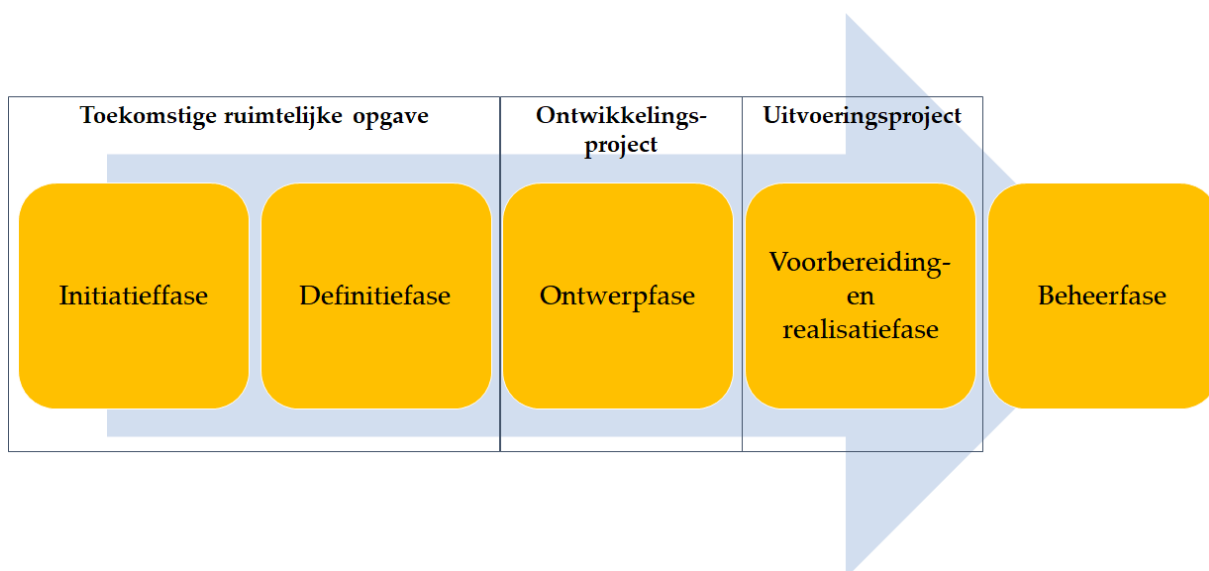 Toekomstige ruimtelijke opgave
Ontwikkelings-
project
Uitvoeringsproject
Initiatieffase
Definitiefase
Ontwerpfase
Voorbereiding-
en
realisatiefase
Beheerfase